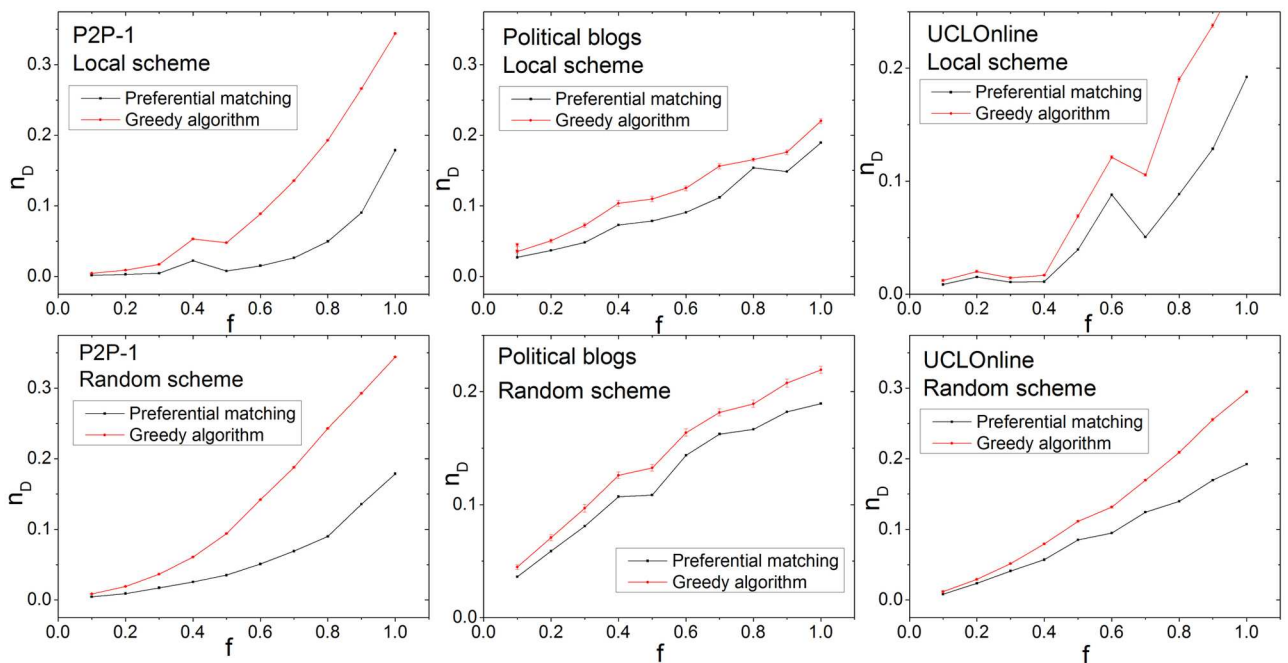 P2P-1
Local scheme
Preferential matching
Greedy algorithm
n_D
0.3
0.2
0.1
0.0
0.0 0.2 0.4 0.6 0.8 1.0
f
Political blogs
Local scheme
Preferential matching
Greedy algorithm
n_D
0.3
0.2
0.1
0.0
0.0 0.2 0.4 0.6 0.8 1.0
f
UCLOnline
Local scheme
Preferential matching
Greedy algorithm
n_D
0.2
0.1
0.0
0.0 0.2 0.4 0.6 0.8 1.0
f
P2P-1
Random scheme
Preferential matching
Greedy algorithm
n_D
0.3
0.2
0.1
0.0
0.0 0.2 0.4 0.6 0.8 1.0
f
Political blogs
Random scheme
Preferential matching
Greedy algorithm
n_D
0.2
0.1
0.0
0.0 0.2 0.4 0.6 0.8 1.0
f
UCLOnline
Random scheme
Preferential matching
Greedy algorithm
n_D
0.3
0.2
0.1
0.0
0.0 0.2 0.4 0.6 0.8 1.0
f